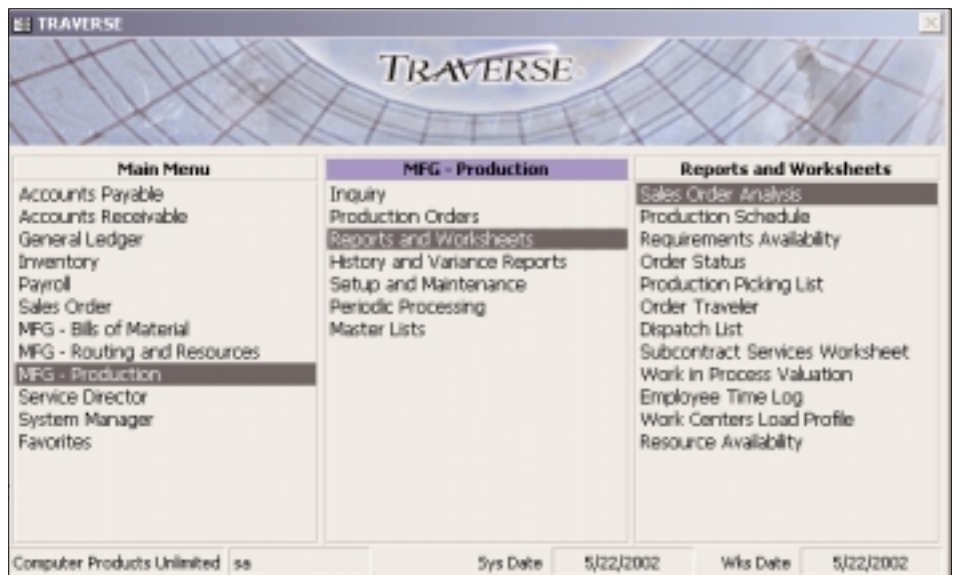 TRAVERSE
TRAVERSE
Main Menu
Accounts Payable
Accounts Receivable
General Ledger
Inventory
Payroll
Sales Order
MFG - Bills of Material
MFG - Routing and Resources
MFG - Production
Service Director
System Manager
Favorites
MFG - Production
Inquiry
Production Orders
Reports and Worksheets
History and Variance Reports
Setup and Maintenance
Periodic Processing
Master Lists
Reports and Worksheets
Sales Order Analysis
Production Schedule
Requirements Availability
Order Status
Production Picking List
Order Traveler
Dispatch List
Subcontract Services Worksheet
Work in Process Valuation
Employee Time Log
Work Centers Load Profile
Resource Availability
Computer Products Unlimited sa Sys Date 5/22/2002 Wks Date 5/22/2002